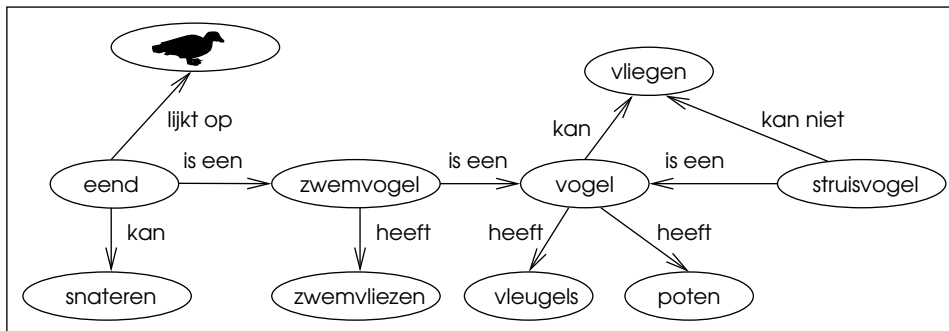 vliegen
lijkt op
kan
kan niet
is een
is een
is een
eend
zwemvogel
vogel
struisvogel
kan
heeft
heeft
heeft
snateren
zwemvliezen
vleugels
poten